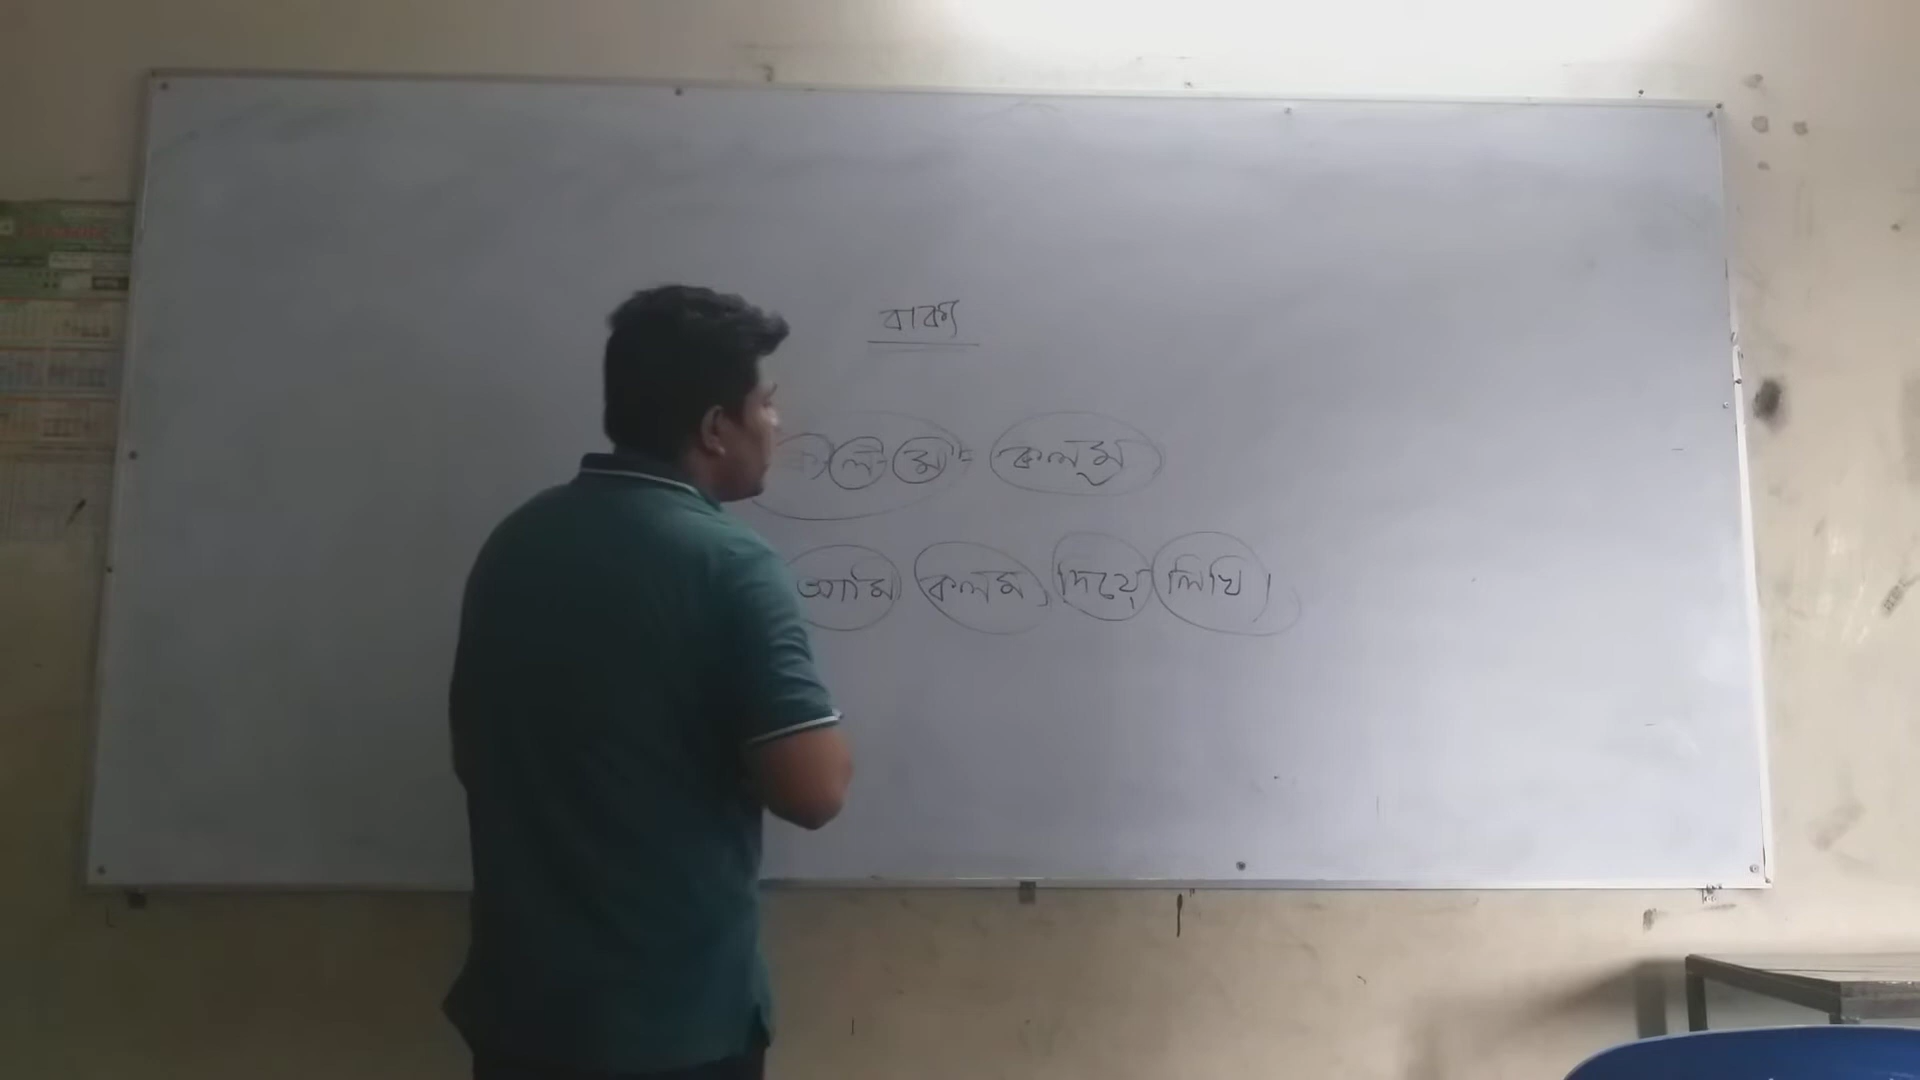 বাক্য
ক ল ম = কলম
আমি কলম দিয়ে লিখি।